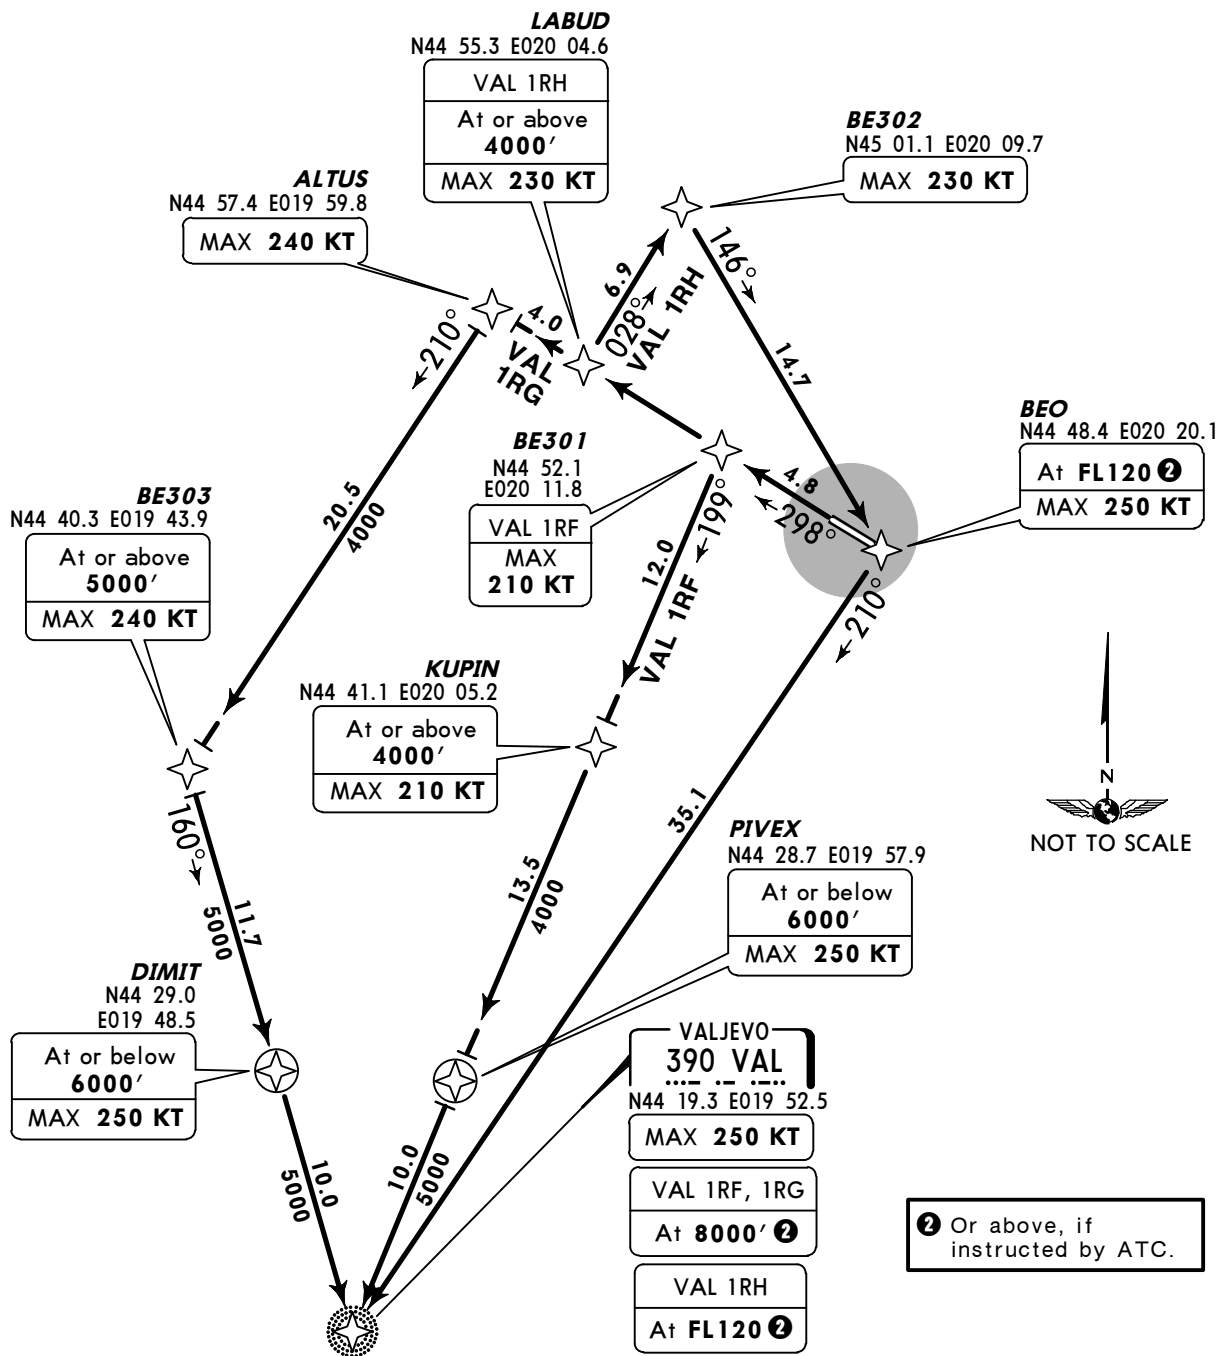 LABUD
N44 55.3 E020 04.6
VAL 1RH
At or above
4000′
MAX 230 KT
BE302
N45 01.1 E020 09.7
MAX 230 KT
ALTUS
N44 57.4 E019 59.8
MAX 240 KT
146°
6.9
028°
VAL 1RH
4.0
VAL
1RG
210°
14.7
BEO
N44 48.4 E020 20.1
At FL120 ❷
MAX 250 KT
BE301
N44 52.1
E020 11.8
VAL 1RF
MAX
210 KT
4.8
298°
199°
BE303
N44 40.3 E019 43.9
At or above
5000′
MAX 240 KT
20.5
4000
12.0
VAL 1RF
210°
KUPIN
N44 41.1 E020 05.2
At or above
4000′
MAX 210 KT
N
NOT TO SCALE
35.1
160°
11.7
5000
13.5
4000
PIVEX
N44 28.7 E019 57.9
At or below
6000′
MAX 250 KT
DIMIT
N44 29.0
E019 48.5
At or below
6000′
MAX 250 KT
VALJEVO
390 VAL
N44 19.3 E019 52.5
MAX 250 KT
VAL 1RF, 1RG
At 8000′ ❷
VAL 1RH
At FL120 ❷
10.0
5000
10.0
5000
❷ Or above, if
instructed by ATC.